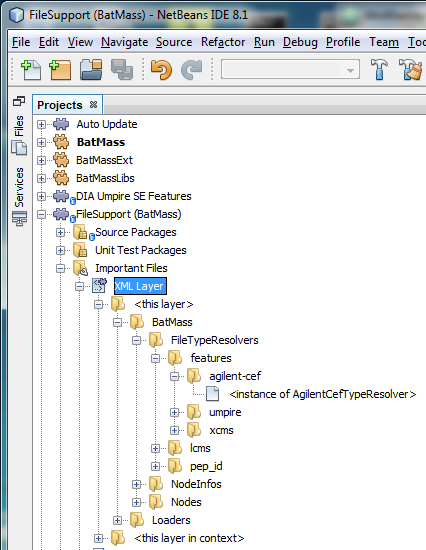 FileSupport (BatMass) - NetBeans IDE 8.1
File Edit View Navigate Source Refactor Run Debug Profile Team Too
Projects
Files
Services
Auto Update
BatMass
BatMassExt
BatMassLibs
DIA Umpire SE Features
FileSupport (BatMass)
Source Packages
Unit Test Packages
Important Files
XML Layer
<this layer>
BatMass
FileTypeResolvers
features
agilent-cef
<instance of AgilentCefTypeResolver>
umpire
xcms
lcms
pep_id
NodeInfos
Nodes
Loaders
<this layer in context>